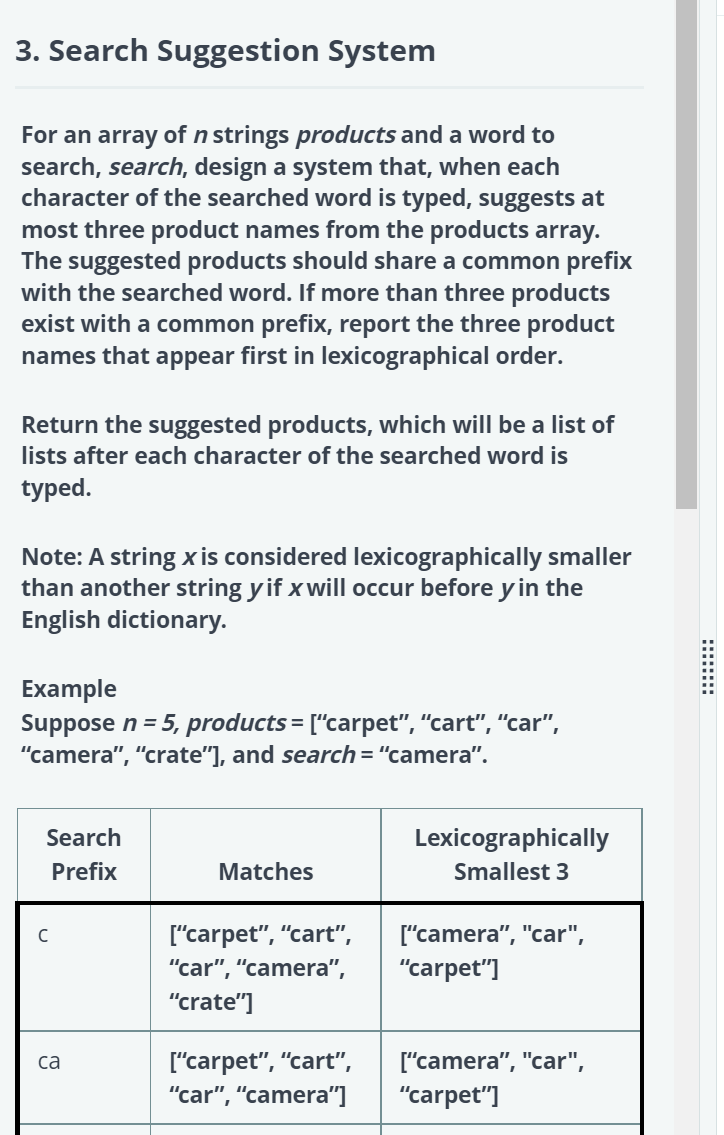 3. Search Suggestion System
For an array of n strings products and a word to
search, search, design a system that, when each
character of the searched word is typed, suggests at
most three product names from the products array.
The suggested products should share a common prefix
with the searched word. If more than three products
exist with a common prefix, report the three product
names that appear first in lexicographical order.
Return the suggested products, which will be a list of
lists after each character of the searched word is
typed.
Note: A string x is considered lexicographically smaller
than another string y if x will occur before y in the
English dictionary.
Example
Suppose n = 5, products = [“carpet”, “cart”, “car”,
“camera”, “crate”], and search = “camera”.
Search
Prefix
Matches
Lexicographically
Smallest 3
c
[“carpet”, “cart”,
“car”, “camera”,
“crate”]
[“camera”, "car",
“carpet”]
ca
[“carpet”, “cart”,
“car”, “camera”]
[“camera”, "car",
“carpet”]